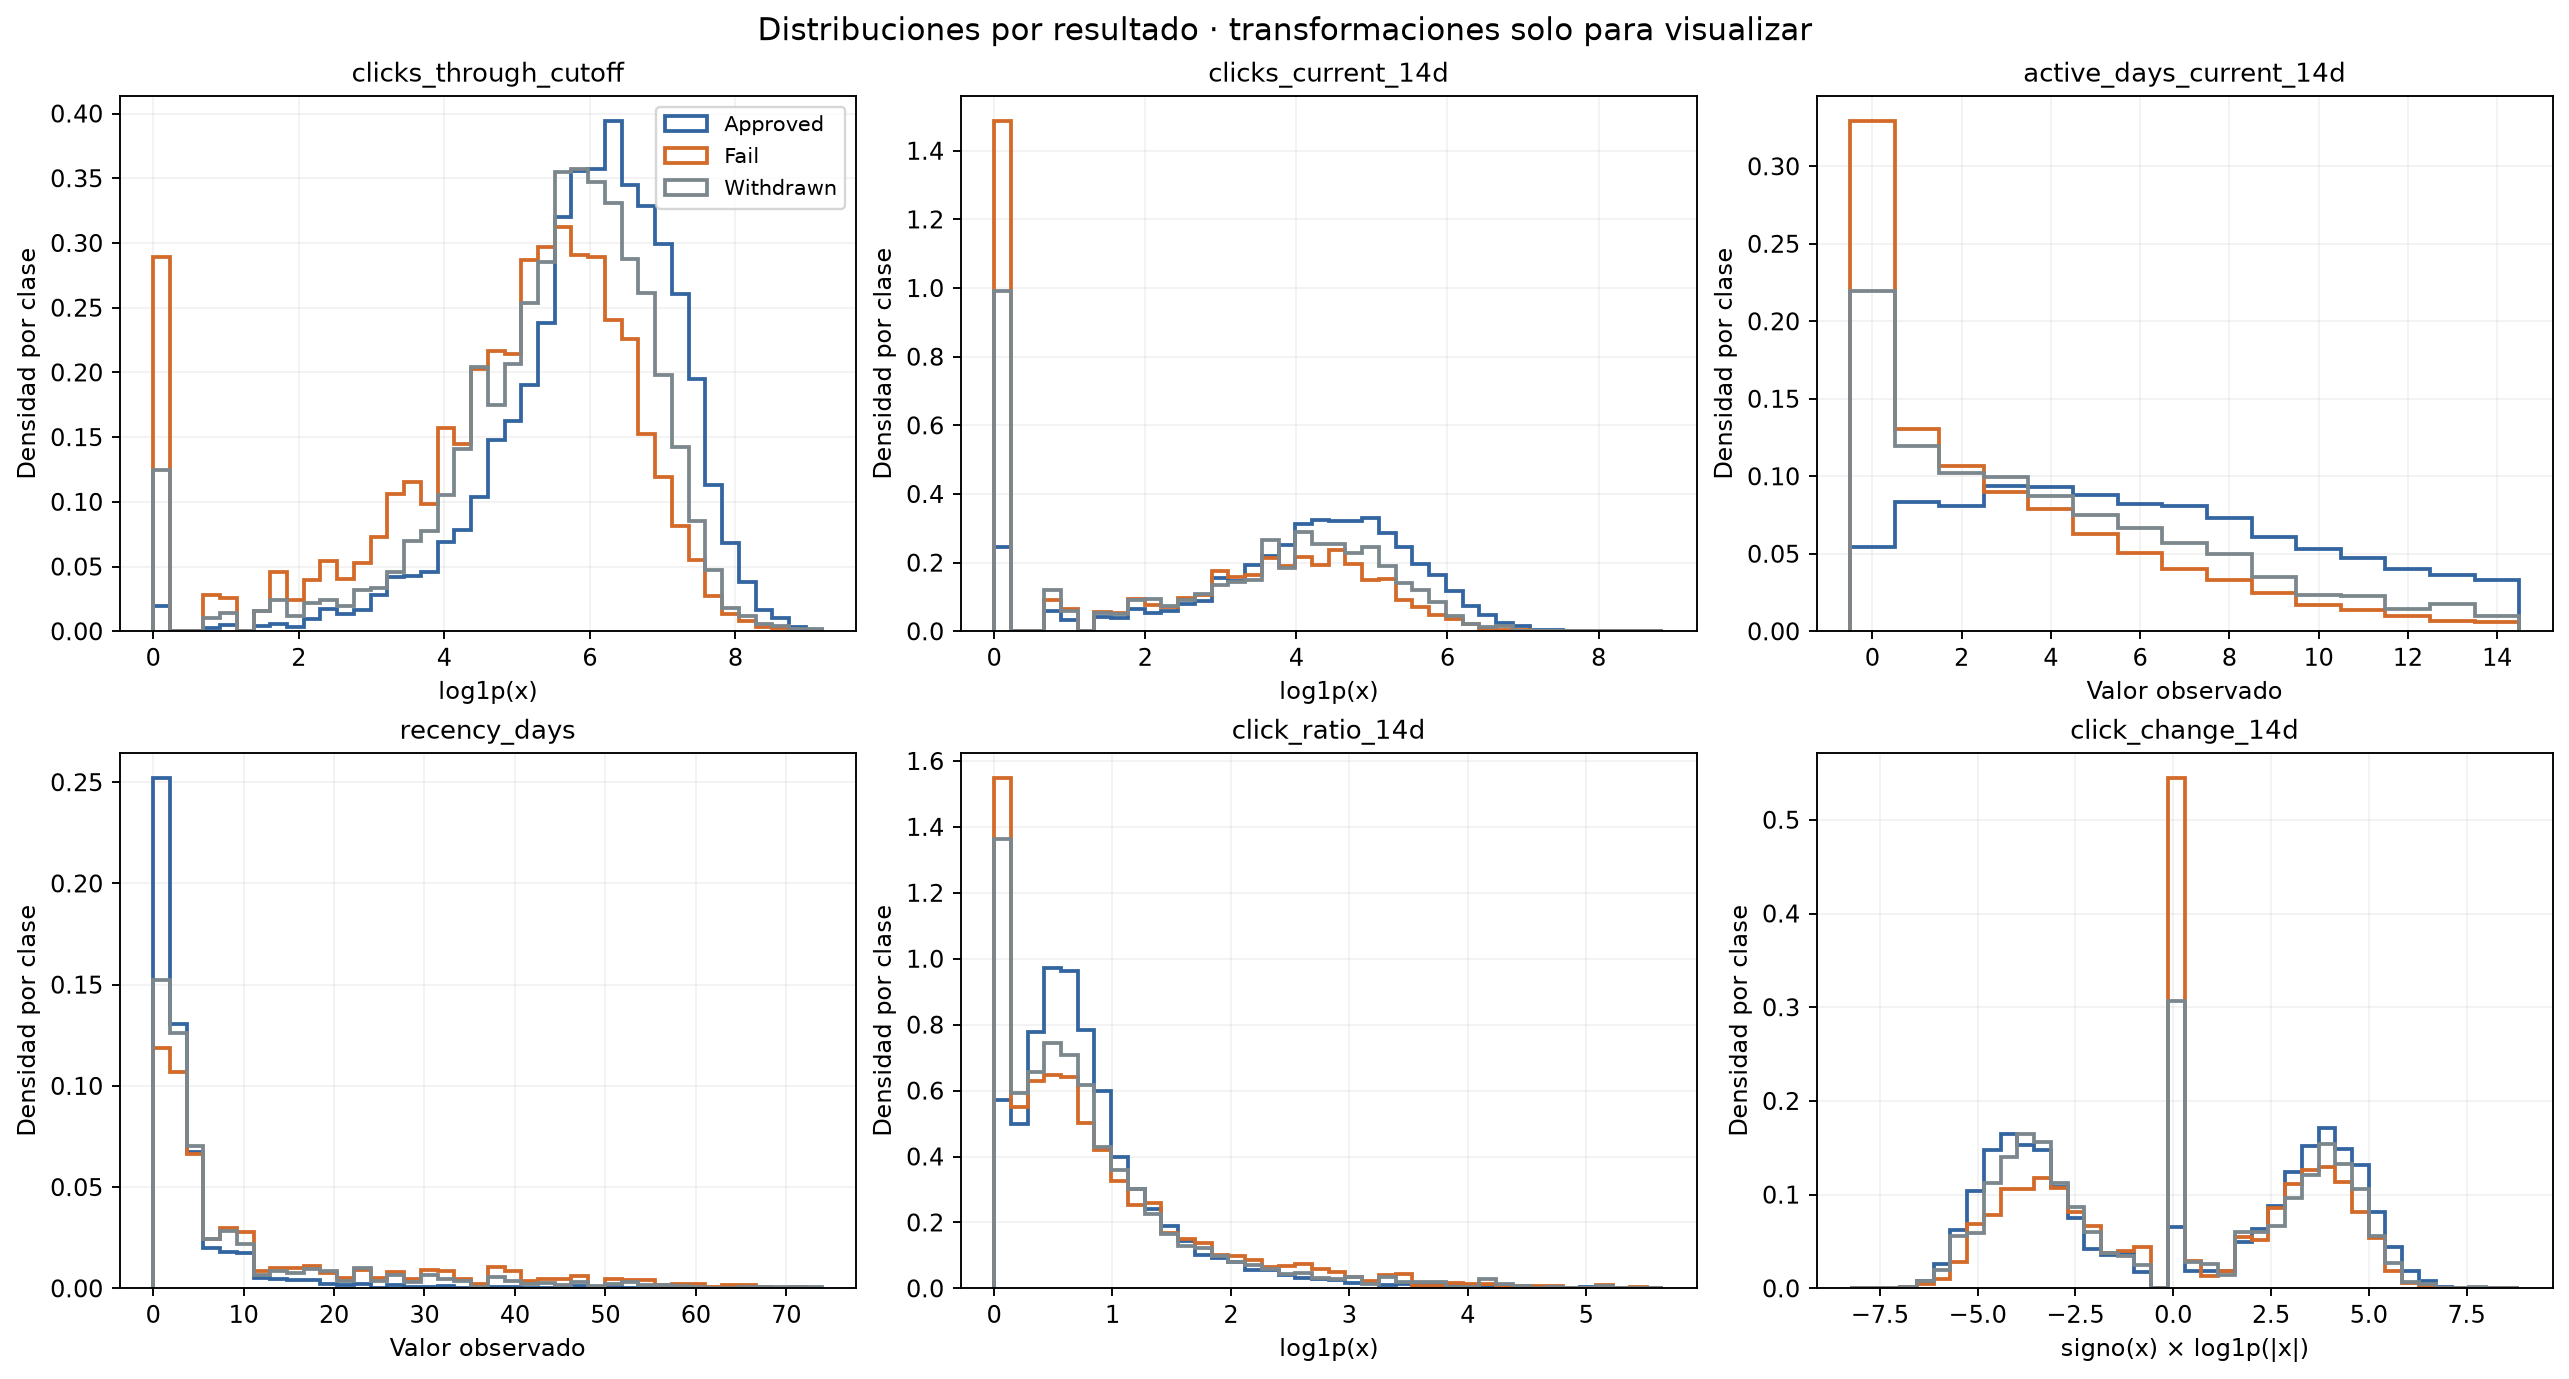 Distribuciones por resultado · transformaciones solo para visualizar
clicks_through_cutoff
Densidad por clase
0.40
0.35
0.30
0.25
0.20
0.15
0.10
0.05
0.00
Approved
Fail
Withdrawn
0 2 4 6 8
log1p(x)
clicks_current_14d
Densidad por clase
1.4
1.2
1.0
0.8
0.6
0.4
0.2
0.0
0 2 4 6 8
log1p(x)
active_days_current_14d
Densidad por clase
0.30
0.25
0.20
0.15
0.10
0.05
0.00
0 2 4 6 8 10 12 14
Valor observado
recency_days
Densidad por clase
0.25
0.20
0.15
0.10
0.05
0.00
0 10 20 30 40 50 60 70
Valor observado
click_ratio_14d
Densidad por clase
1.6
1.4
1.2
1.0
0.8
0.6
0.4
0.2
0.0
0 1 2 3 4 5
log1p(x)
click_change_14d
Densidad por clase
0.5
0.4
0.3
0.2
0.1
0.0
−7.5 −5.0 −2.5 0.0 2.5 5.0 7.5
signo(x) × log1p(|x|)